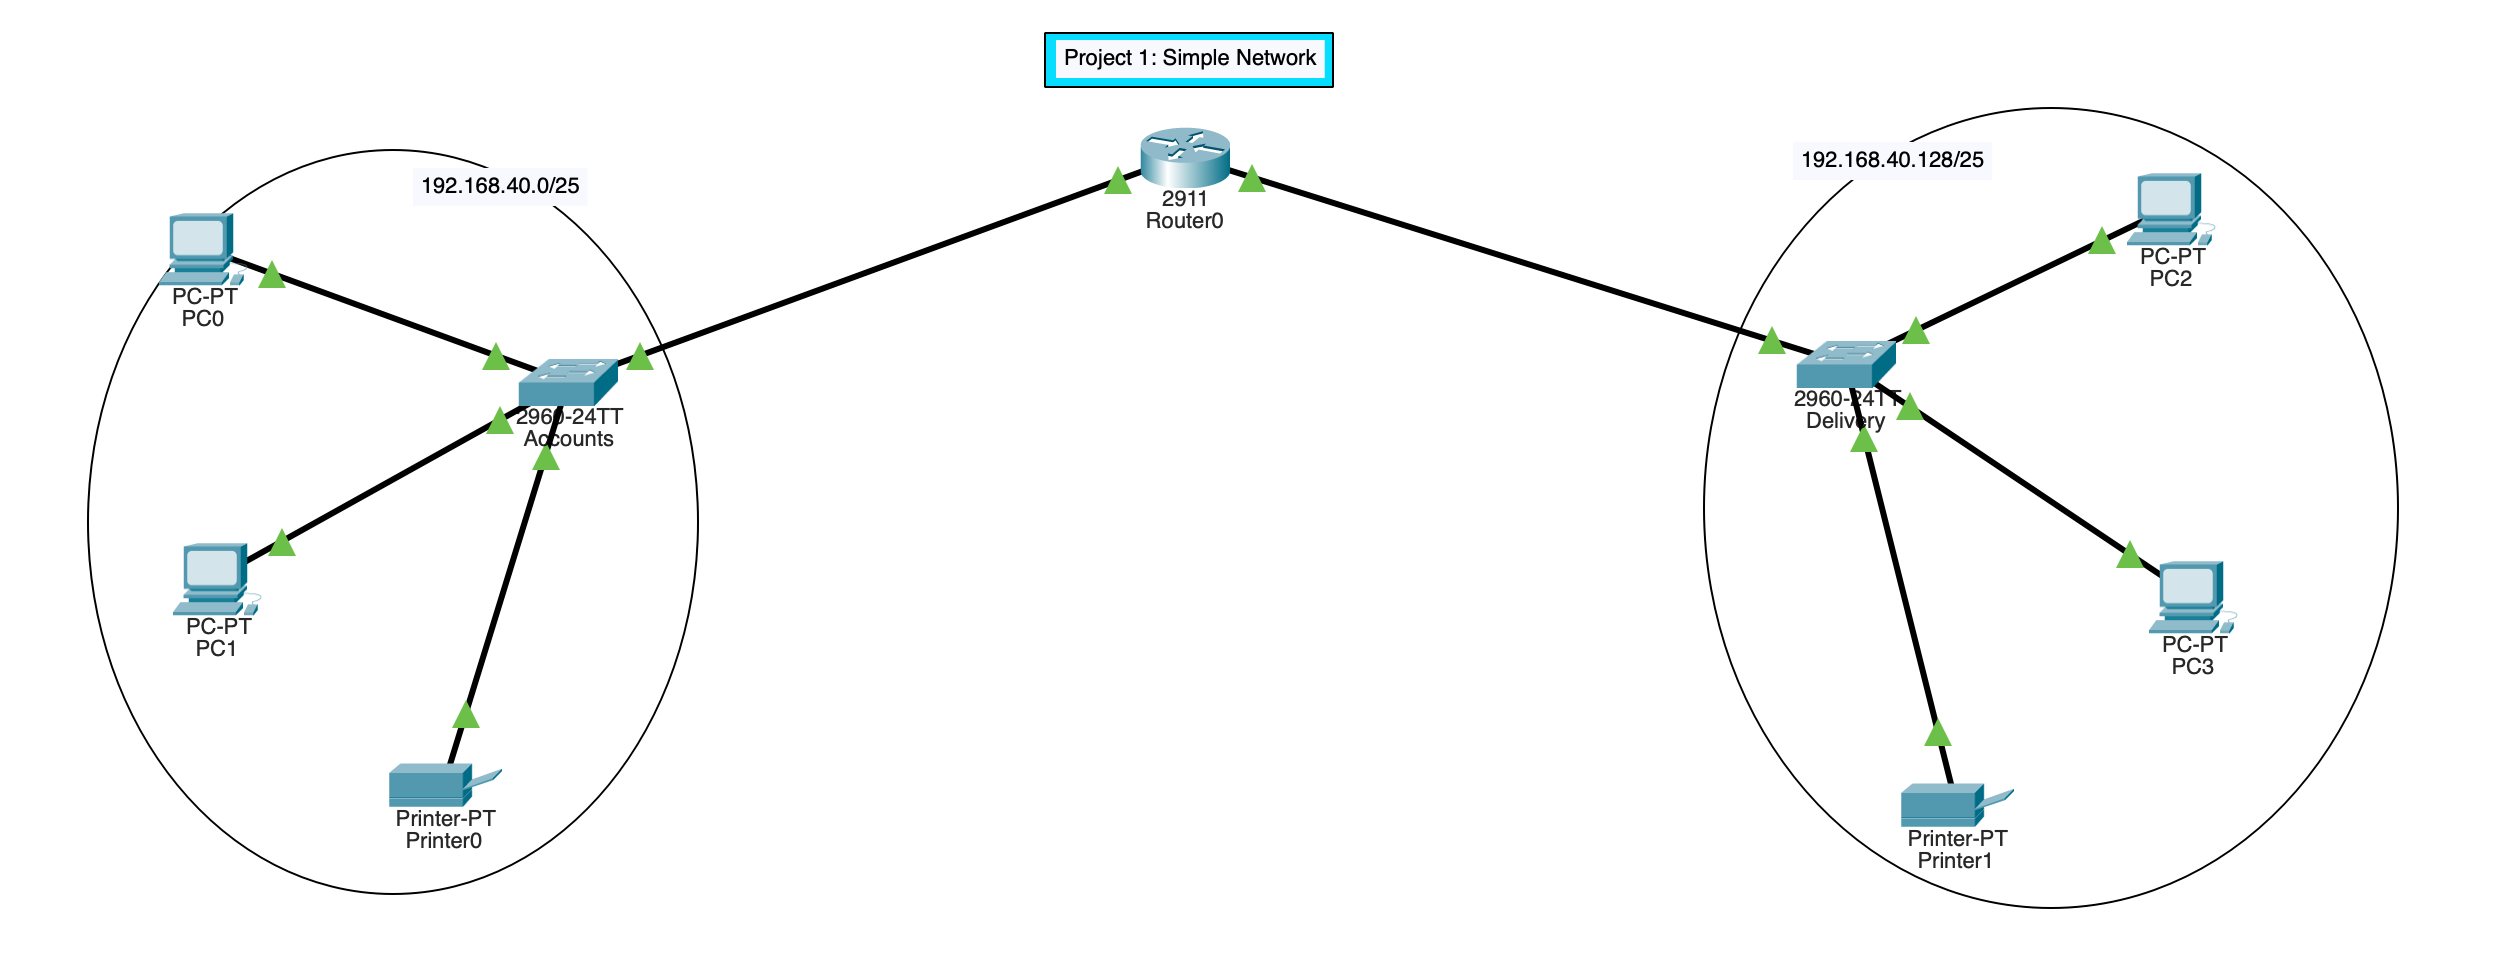 Project 1: Simple Network
192.168.40.0/25
192.168.40.128/25
2911
Router0
PC-PT
PC0
PC-PT
PC2
2960-24TT
Accounts
2960-24TT
Delivery
PC-PT
PC1
PC-PT
PC3
Printer-PT
Printer0
Printer-PT
Printer1